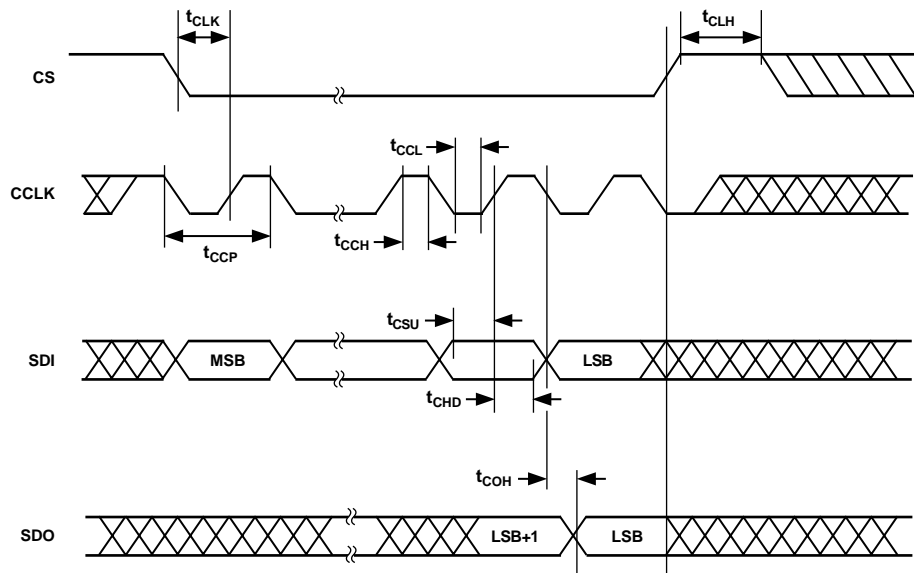 tCLK
tCLH
CS
tCCL
CCLK
tCCH
tCCP
tCSU
SDI
MSB
LSB
tCHD
tCOH
SDO
LSB+1
LSB